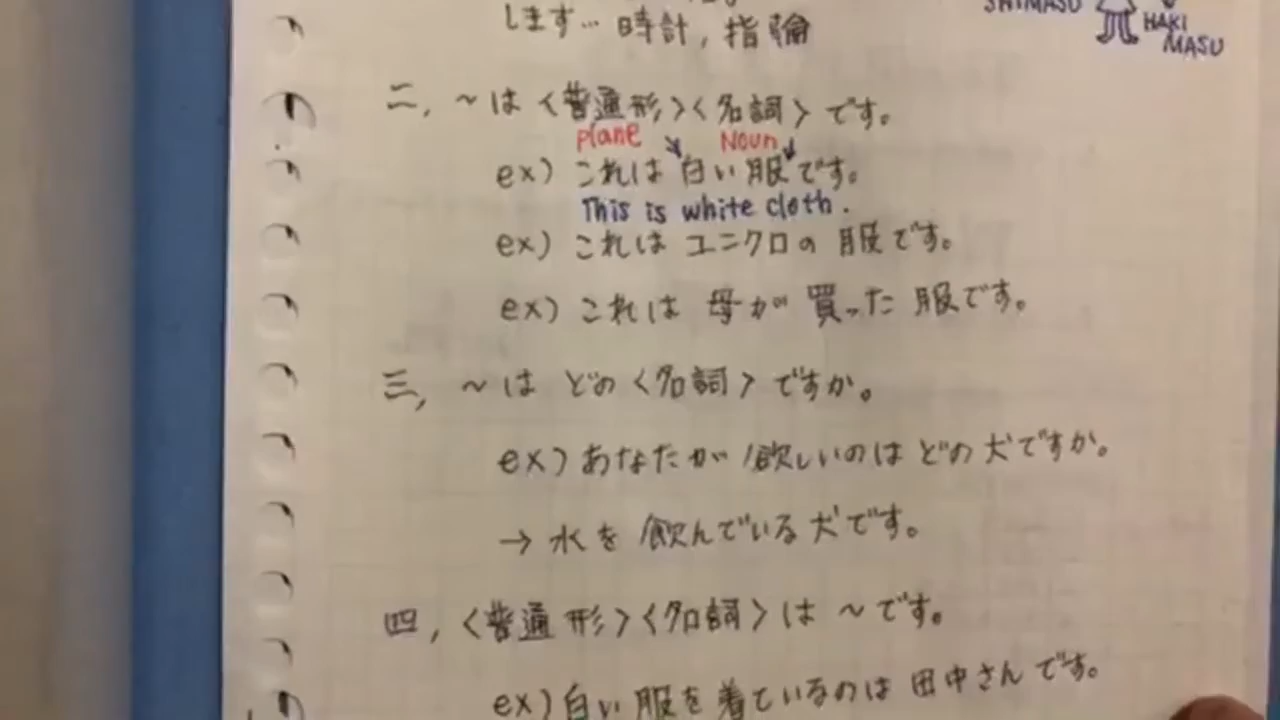 します… 時計, 指輪
SHIMASU
HAKI
MASU
二, ~は <普通形><名詞> です。
plane Noun
ex) これは 白い 服 です。
This is white cloth.
ex) これは ユニクロの 服です。
ex) これは 母が 買った 服です。
三, ~は どの <名詞> ですか。
ex) あなたが 欲しいのは どの 犬ですか。
→ 水を 飲んでいる 犬です。
四, <普通形><名詞> は ~です。
ex) 白い 服を 着ているのは 田中さんです。